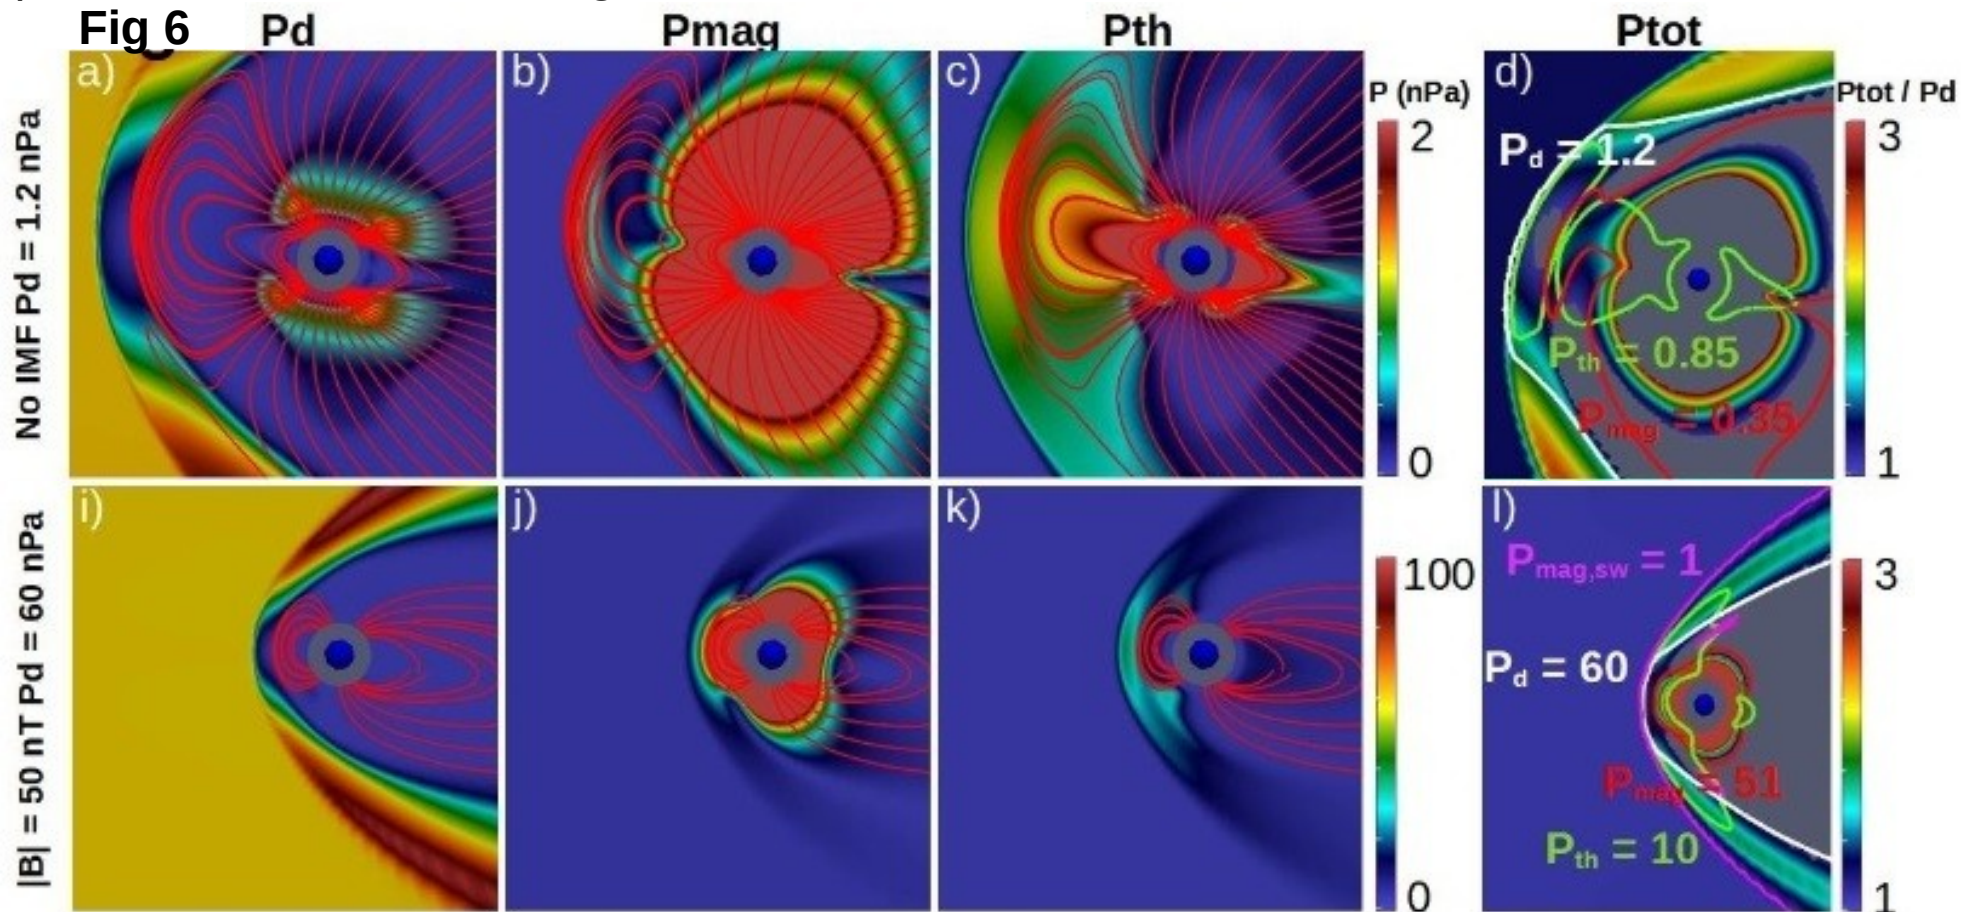 Fig 6
Pd
Pmag
Pth
Ptot
No IMF Pd = 1.2 nPa
a)
b)
c)
P (nPa)
2
0
d)
Pd = 1.2
Pth = 0.85
Pmag = 0.35
Ptot / Pd
3
1
|B| = 50 nT Pd = 60 nPa
i)
j)
k)
100
0
l)
Pmag,sw = 1
Pd = 60
Pmag = 51
Pth = 10
3
1